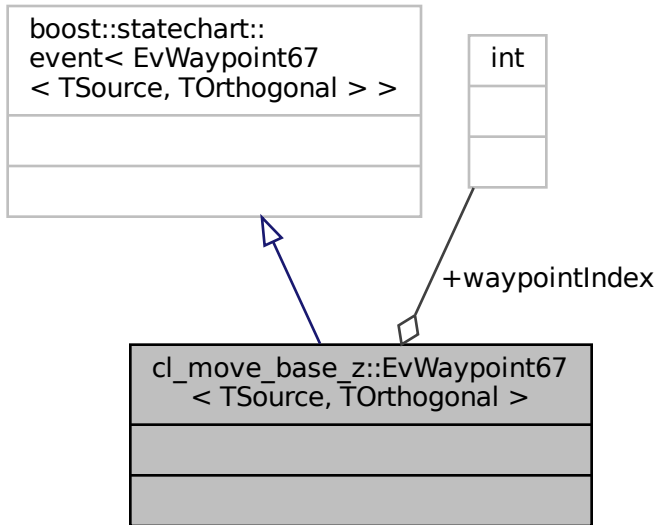 boost::statechart::
event< EvWaypoint67
< TSource, TOrthogonal > >
int
+waypointIndex
cl_move_base_z::EvWaypoint67
< TSource, TOrthogonal >